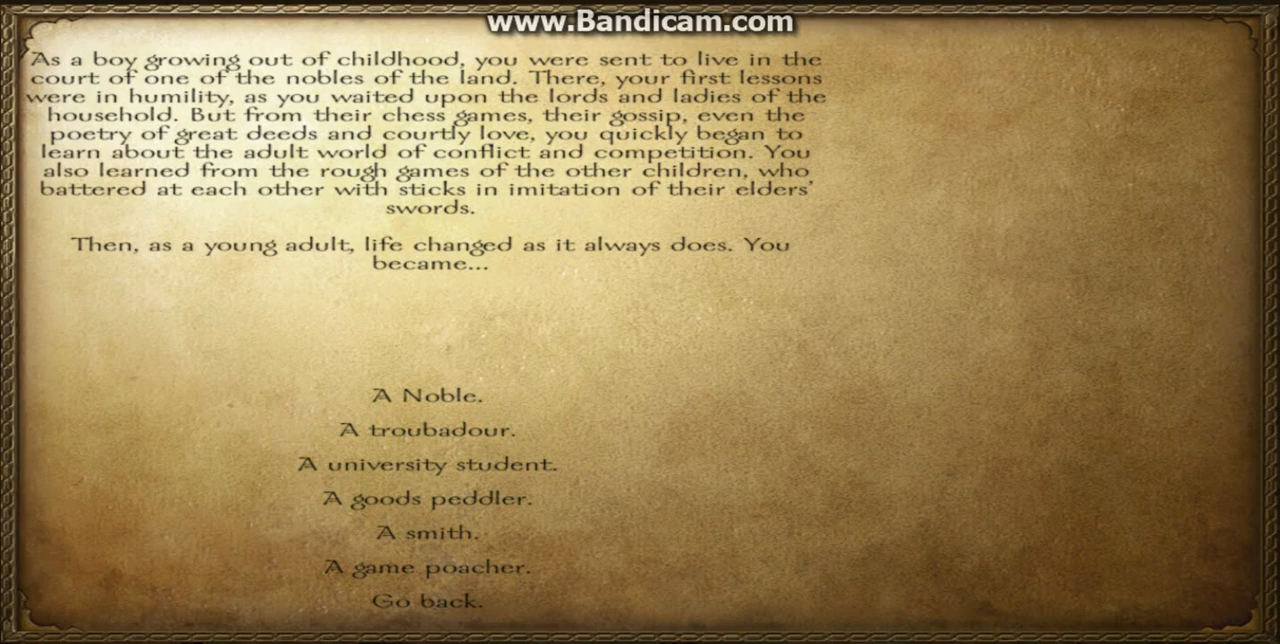 www.Bandicam.com
As a boy growing out of childhood, you were sent to live in the
court of one of the nobles of the land. There, your first lessons
were in humility, as you waited upon the lords and ladies of the
household. But from their chess games, their gossip, even the
poetry of great deeds and courtly love, you quickly began to
learn about the adult world of conflict and competition. You
also learned from the rough games of the other children, who
battered at each other with sticks in imitation of their elders'
swords.
Then, as a young adult, life changed as it always does. You
became...
A Noble.
A troubadour.
A university student.
A goods peddler.
A smith.
A game poacher.
Go back.